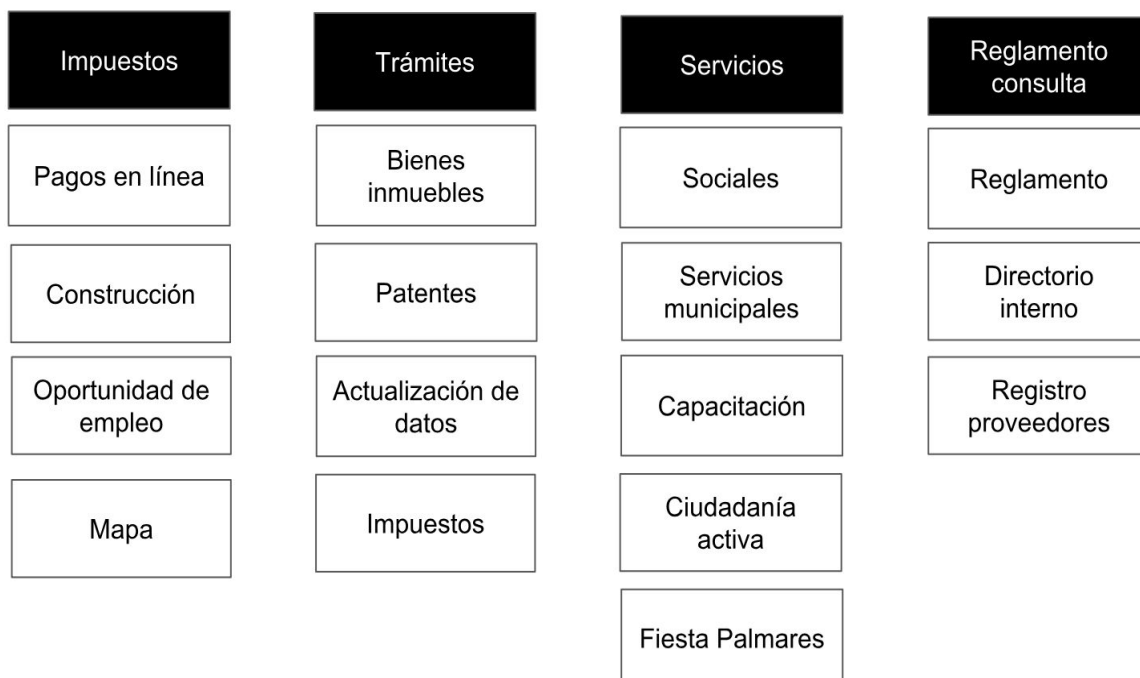 Impuestos
Pagos en línea
Construcción
Oportunidad de
empleo
Mapa
Trámites
Bienes
inmuebles
Patentes
Actualización de
datos
Impuestos
Servicios
Sociales
Servicios
municipales
Capacitación
Ciudadanía
activa
Fiesta Palmares
Reglamento
consulta
Reglamento
Directorio
interno
Registro
proveedores